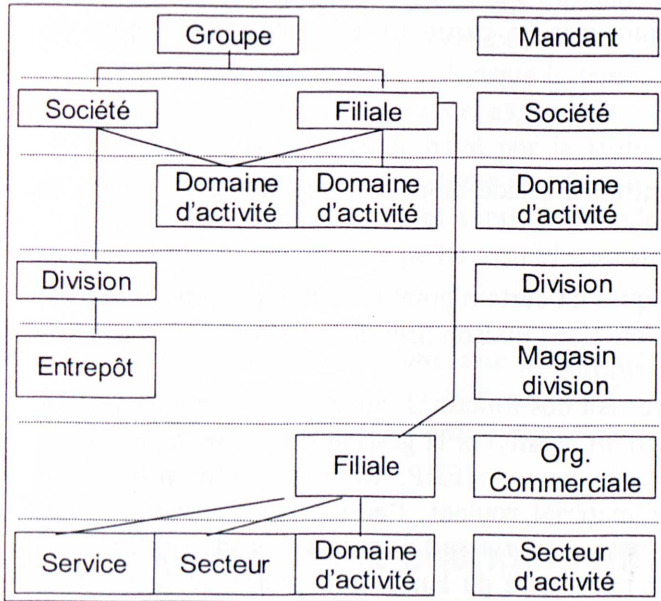 Groupe
Mandant
Société
Filiale
Société
Domaine
d'activité
Domaine
d'activité
Domaine
d'activité
Division
Division
Entrepôt
Magasin
division
Filiale
Org.
Commerciale
Service
Secteur
Domaine
d'activité
Secteur
d'activité